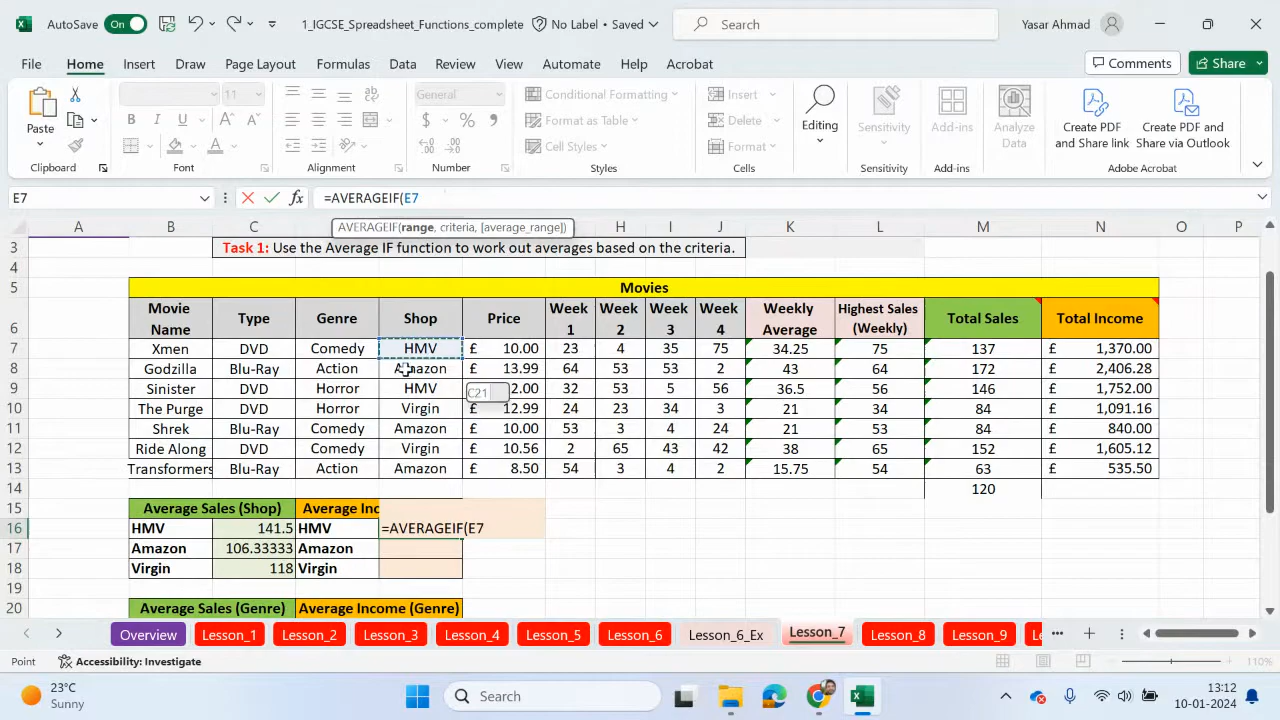 AutoSave On 1_IGCSE_Spreadsheet_Functions_complete No Label • Saved Search Yasar Ahmad
File Home Insert Draw Page Layout Formulas Data Review View Automate Help Acrobat Comments Share
Paste 11 B I U A A ab General $ % 9 Conditional Formatting Format as Table Cell Styles Insert Delete Format Editing Sensitivity Add-ins Analyze Data Create PDF and Share link Create PDF and Share via Outlook
Clipboard Font Alignment Number Styles Cells Sensitivity Add-ins Adobe Acrobat
E7 fx =AVERAGEIF(E7
AVERAGEIF(range, criteria, [average_range])
A B C H I J K L M N O P
3 Task 1: Use the Average IF function to work out averages based on the criteria.
4
5 Movies
6 Movie Name Type Genre Shop Price Week 1 Week 2 Week 3 Week 4 Weekly Average Highest Sales (Weekly) Total Sales Total Income
7 Xmen DVD Comedy HMV £ 10.00 23 4 35 75 34.25 75 137 £ 1,370.00
8 Godzilla Blu-Ray Action Amazon £ 13.99 64 53 53 2 43 64 172 £ 2,406.28
9 Sinister DVD Horror HMV 2.00 32 53 5 56 36.5 56 146 £ 1,752.00
C21
10 The Purge DVD Horror Virgin £ 12.99 24 23 34 3 21 34 84 £ 1,091.16
11 Shrek Blu-Ray Comedy Amazon £ 10.00 53 3 4 24 21 53 84 £ 840.00
12 Ride Along DVD Comedy Virgin £ 10.56 2 65 43 42 38 65 152 £ 1,605.12
13 Transformers Blu-Ray Action Amazon £ 8.50 54 3 4 2 15.75 54 63 £ 535.50
14 120
15 Average Sales (Shop) Average Inc
16 HMV 141.5 HMV =AVERAGEIF(E7
17 Amazon 106.33333 Amazon
18 Virgin 118 Virgin
19
20 Average Sales (Genre) Average Income (Genre)
Overview Lesson_1 Lesson_2 Lesson_3 Lesson_4 Lesson_5 Lesson_6 Lesson_6_Ex Lesson_7 Lesson_8 Lesson_9 Le
Point Accessibility: Investigate 110%
23°C Sunny Search 13:12 10-01-2024